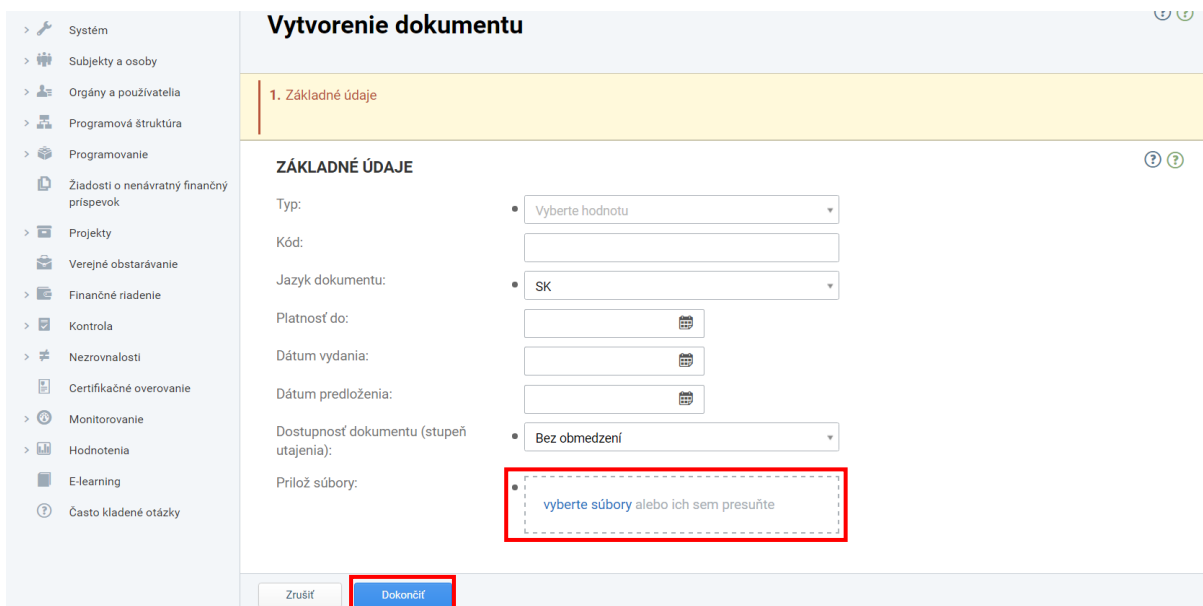 Systém
Subjekty a osoby
Orgány a používatelia
Programová štruktúra
Programovanie
Žiadosti o nenávratný finančný
príspevok
Projekty
Verejné obstarávanie
Finančné riadenie
Kontrola
Nezrovnalosti
Certifikačné overovanie
Monitorovanie
Hodnotenia
E-learning
Často kladené otázky
Vytvorenie dokumentu
1. Základné údaje
ZÁKLADNÉ ÚDAJE
Typ:
Vyberte hodnotu
Kód:
Jazyk dokumentu:
SK
Platnosť do:
Dátum vydania:
Dátum predloženia:
Dostupnosť dokumentu (stupeň
utajenia):
Bez obmedzení
Prilož súbory:
vyberte súbory alebo ich sem presuňte
Zrušiť
Dokončiť